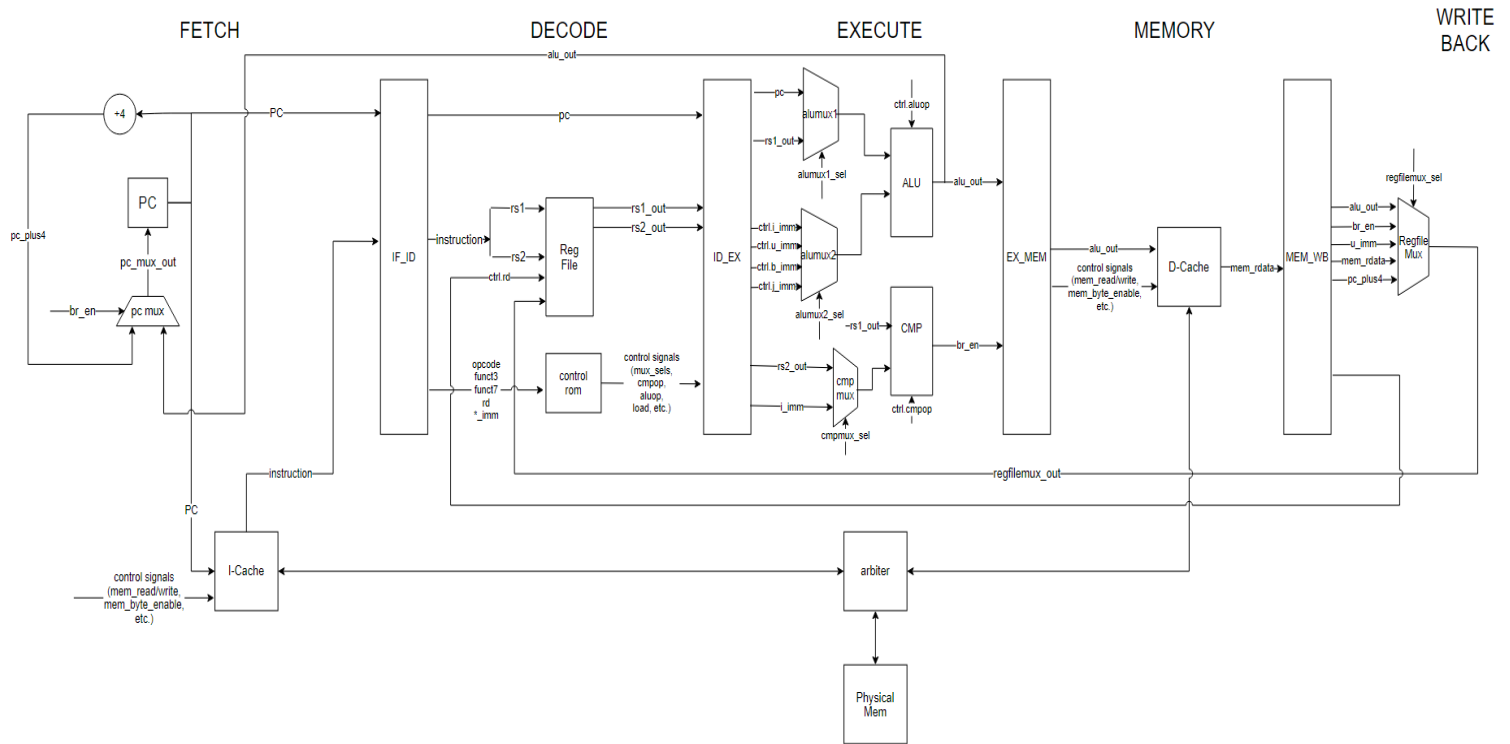 FETCH
DECODE
EXECUTE
MEMORY
WRITE
BACK
alu_out
+4
PC
pc
pc
alumux1
ctrl.aluop
rs1_out
alumux1_sel
ALU
alu_out
regfilemux_sel
PC
pc_plus4
pc_mux_out
br_en
pc mux
IF_ID
instruction
rs1
rs2
ctrl.rd
Reg
File
rs1_out
rs2_out
ID_EX
ctrl.i_imm
ctrl.u_imm
ctrl.b_imm
ctrl.j_imm
alumux2
alumux2_sel
rs1_out
CMP
br_en
rs2_out
i_imm
cmp
mux
ctrl.cmpop
cmpmux_sel
opcode
funct3
funct7
rd
*_imm
control
rom
control signals
(mux_sels,
cmpop,
aluop,
load, etc.)
EX_MEM
alu_out
control signals
(mem_read/write,
mem_byte_enable,
etc.)
D-Cache
mem_rdata
MEM_WB
alu_out
br_en
u_imm
mem_rdata
pc_plus4
Regfile
Mux
instruction
regfilemux_out
PC
I-Cache
control signals
(mem_read/write,
mem_byte_enable,
etc.)
arbiter
Physical
Mem